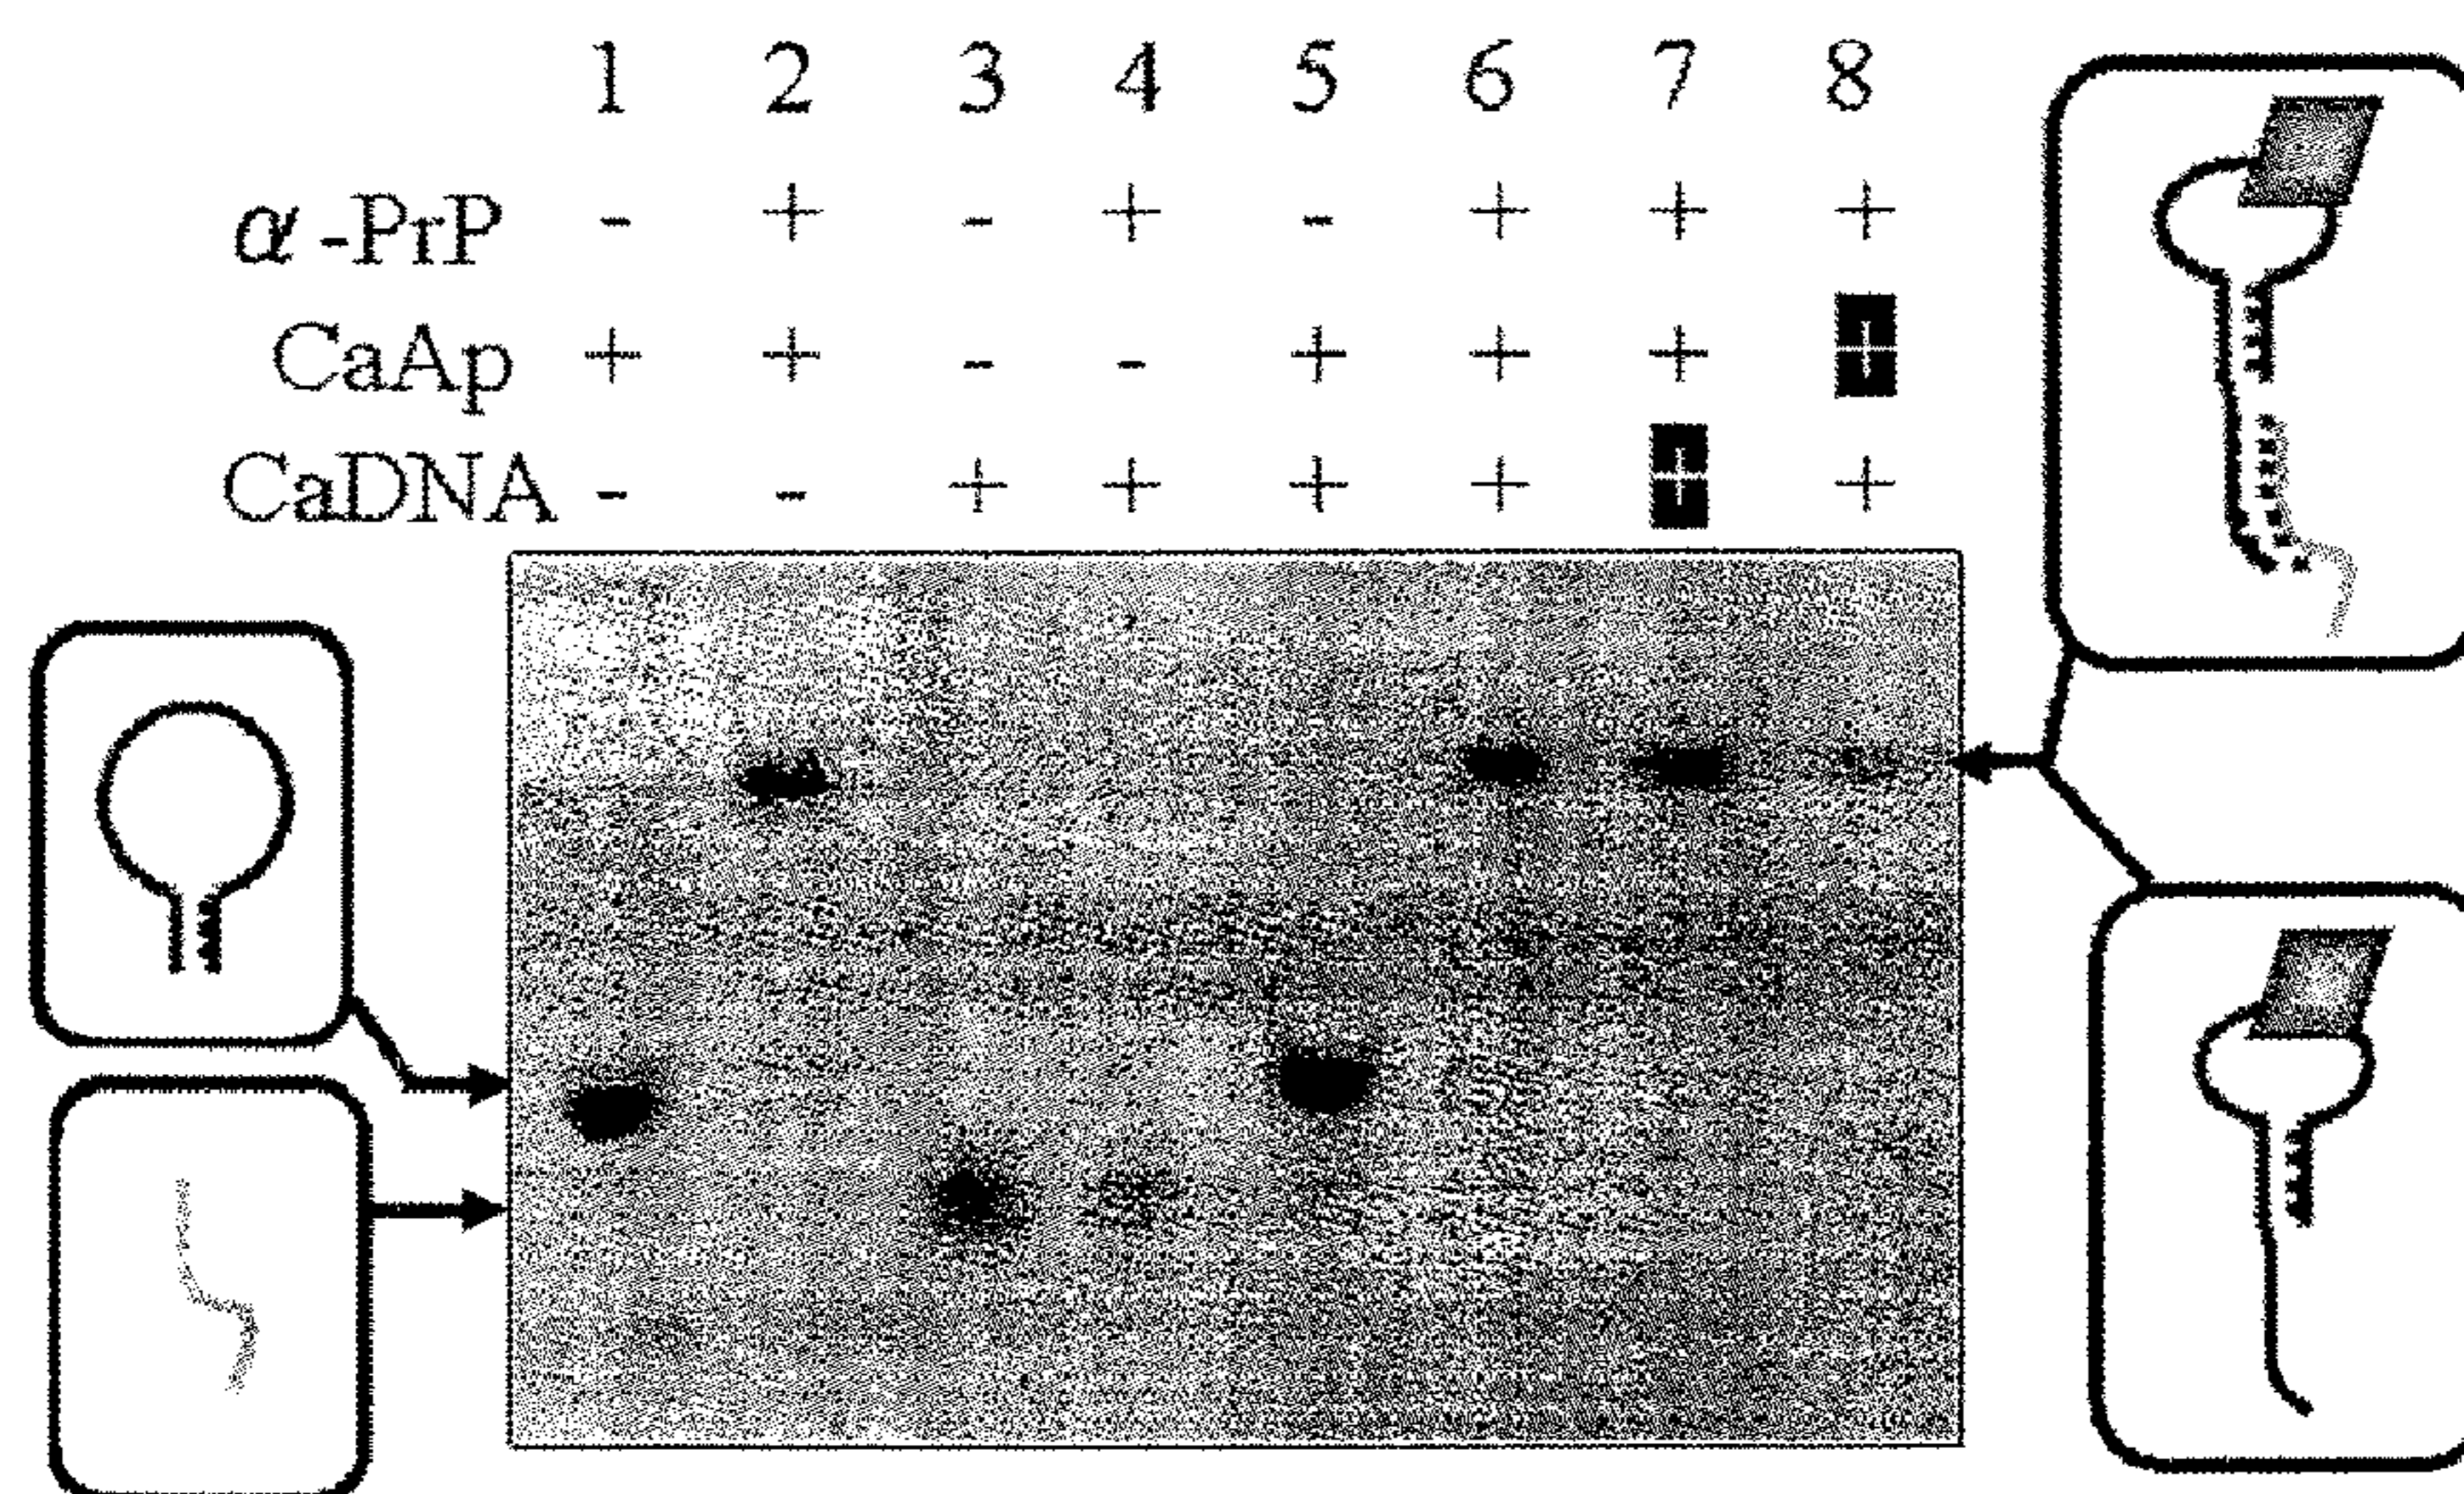 1 2 3 4 5 6 7 8
α-PrP - + - + - + + +
CaAp + + - - + + + +
CaDNA - - + + + + + +